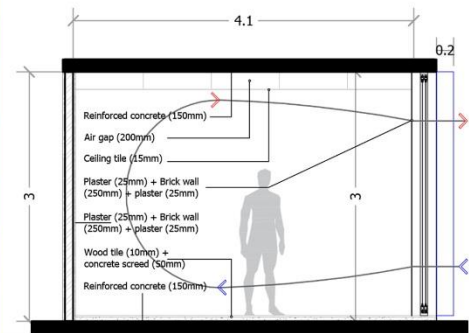 4.1
0.2
Reinforced concrete (150mm)
Air gap (200mm)
Ceiling tile (15mm)
Plaster (25mm) + Brick wall
(250mm) + plaster (25mm)
3
3
Plaster (25mm) + Brick wall
(250mm) + plaster (25mm)
Wood tile (10mm) +
concrete screed (50mm)
Reinforced concrete (150mm)